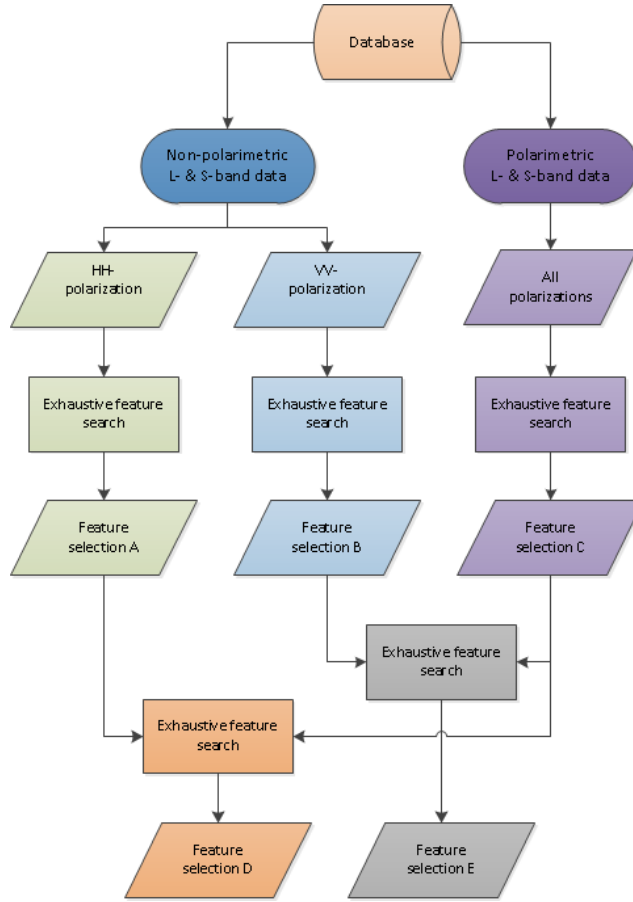 Database
Non-polarimetric
L- & S-band data
Polarimetric
L- & S-band data
HH-
polarization
VV-
polarization
All
polarizations
Exhaustive feature
search
Exhaustive feature
search
Exhaustive feature
search
Feature
selection A
Feature
selection B
Feature
selection C
Exhaustive feature
search
Exhaustive feature
search
Feature
selection D
Feature
selection E